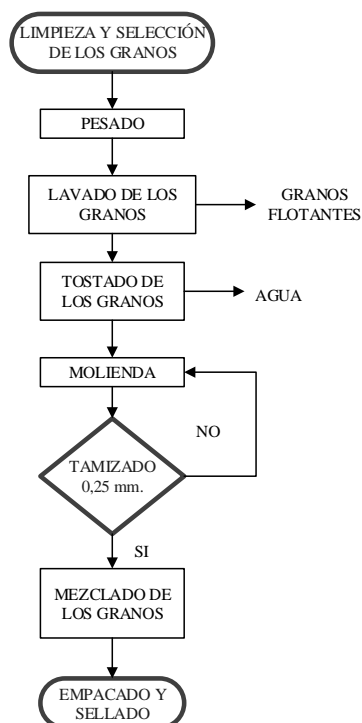 LIMPIEZA Y SELECCIÓN
DE LOS GRANOS
PESADO
LAVADO DE LOS
GRANOS
GRANOS
FLOTANTES
TOSTADO DE
LOS GRANOS
AGUA
MOLIENDA
NO
TAMIZADO
0,25 mm.
SI
MEZCLADO DE
LOS GRANOS
EMPACADO Y
SELLADO